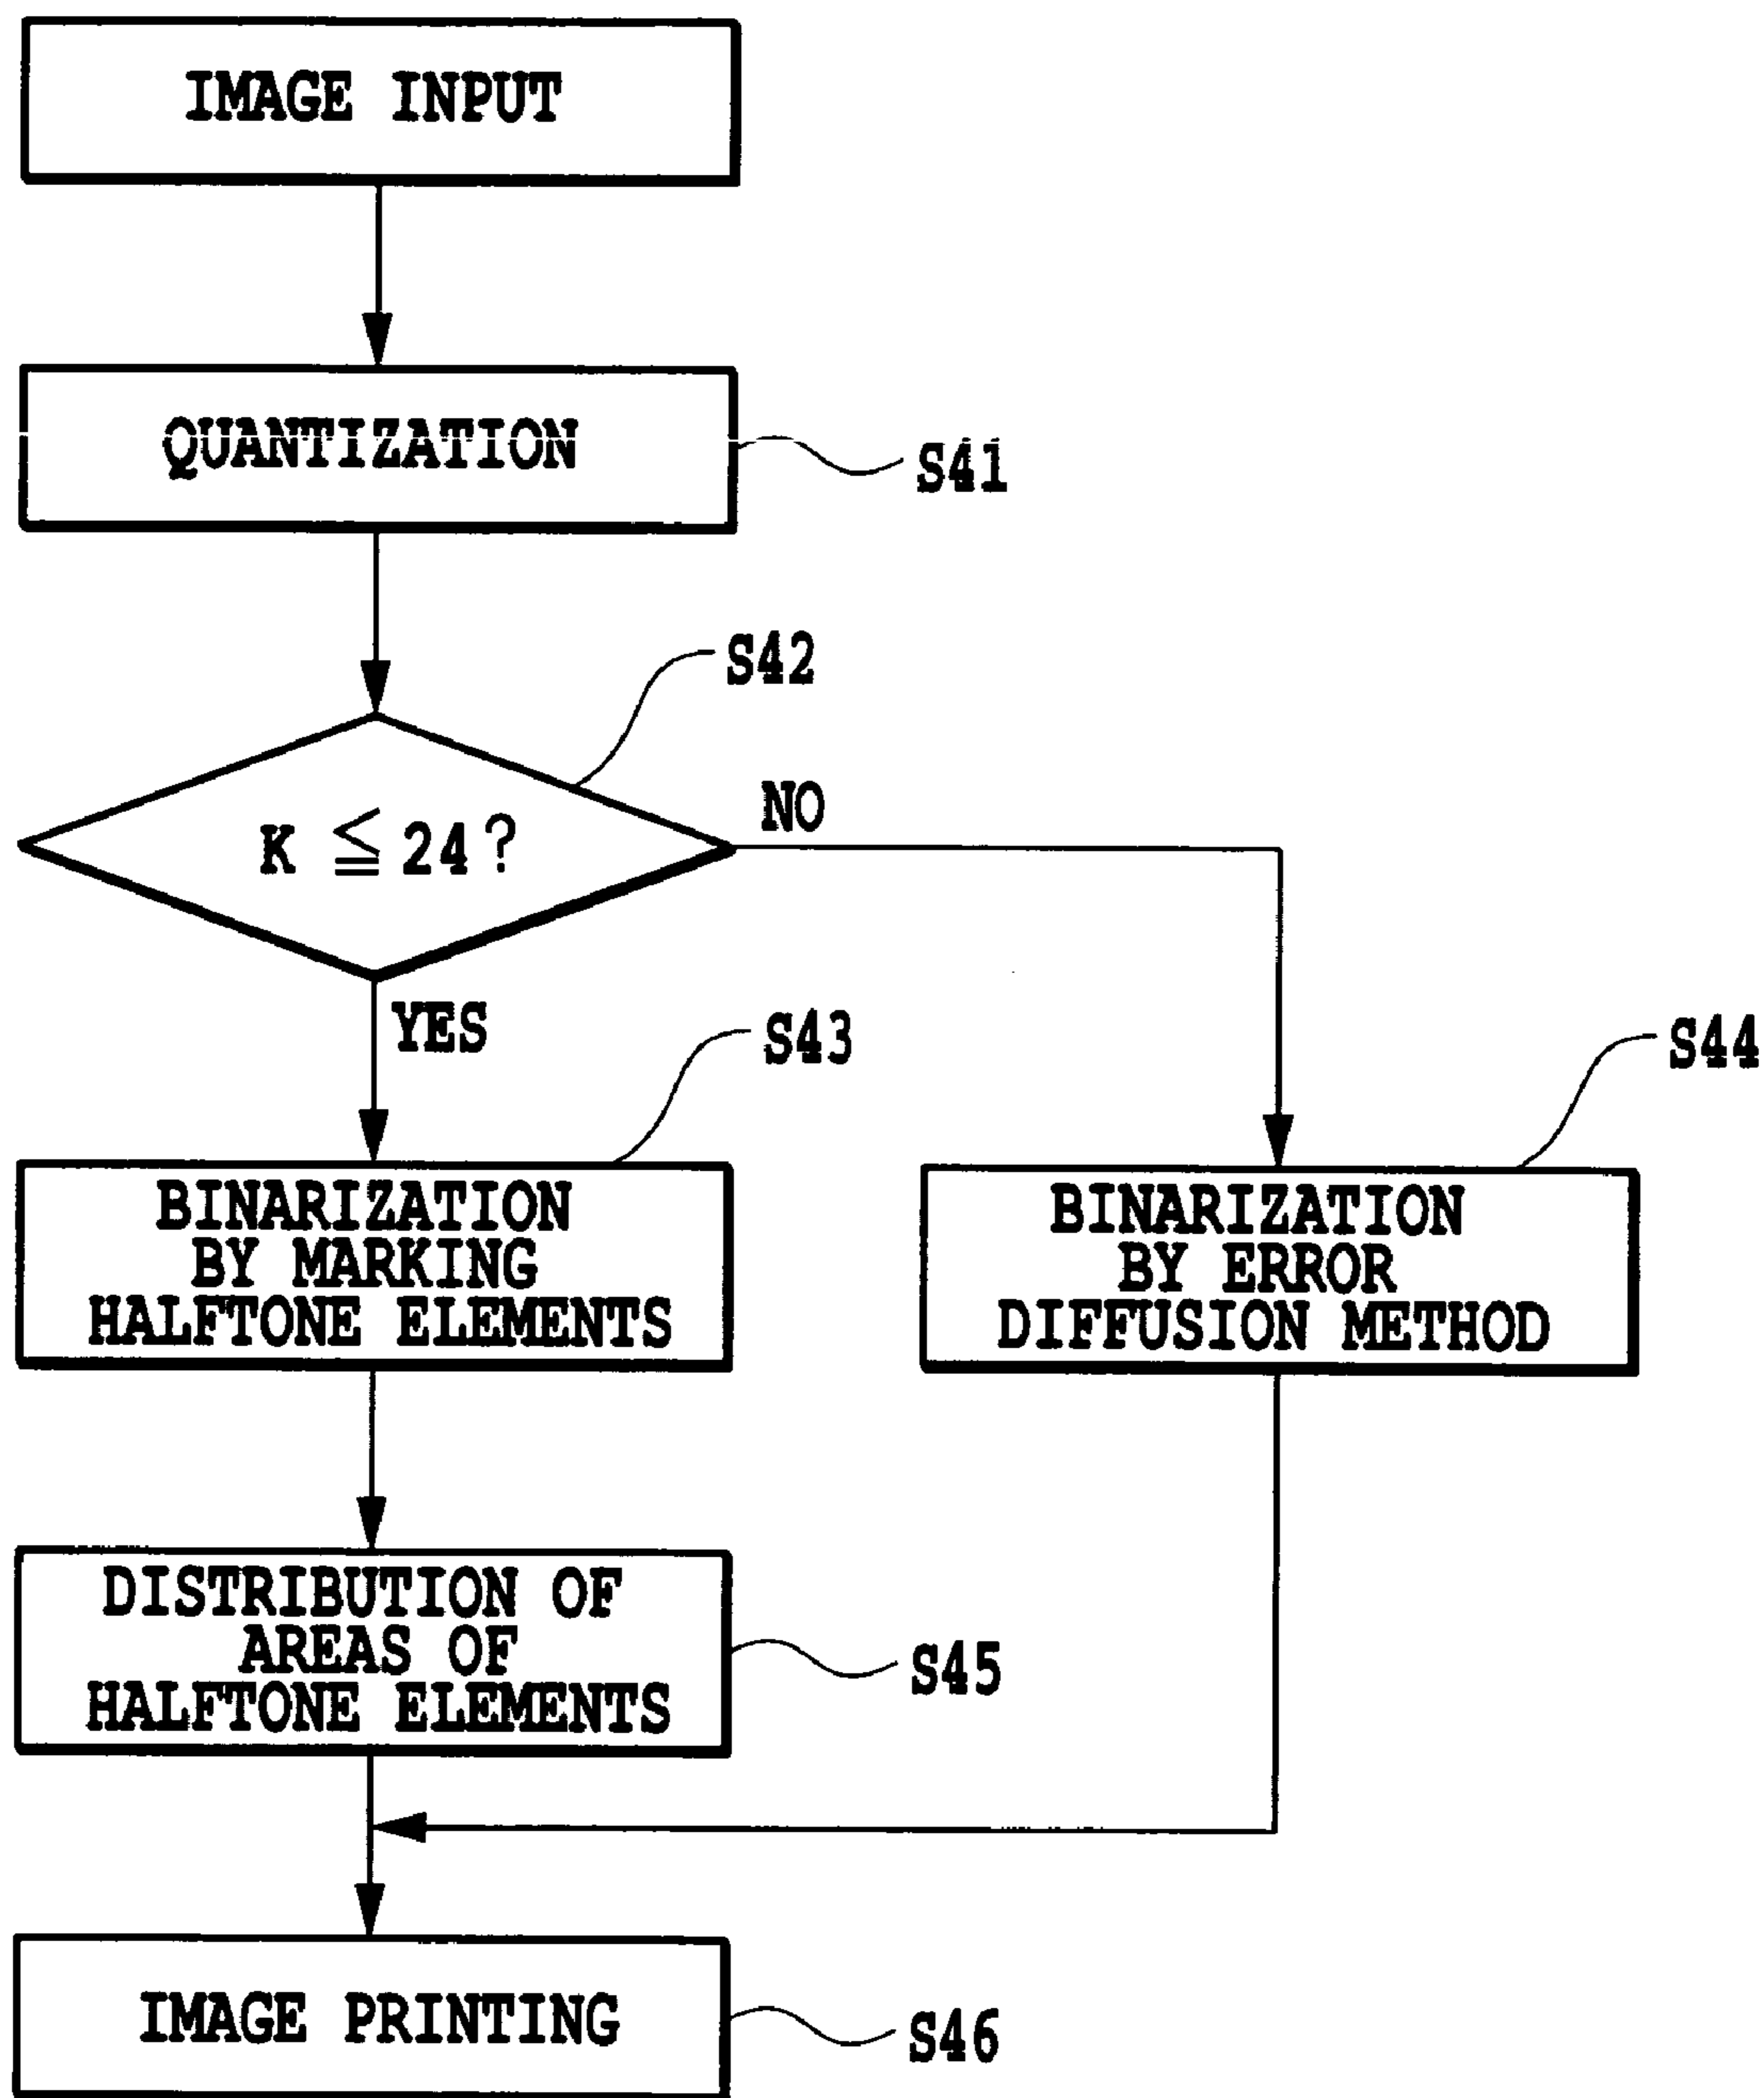 IMAGE INPUT
QUANTIZATION
S41
S42
K ≦ 24?
NO
YES
S43
S44
BINARIZATION
BY MARKING
HALFTONE ELEMENTS
BINARIZATION
BY ERROR
DIFFUSION METHOD
DISTRIBUTION OF
AREAS OF
HALFTONE ELEMENTS
S45
IMAGE PRINTING
S46